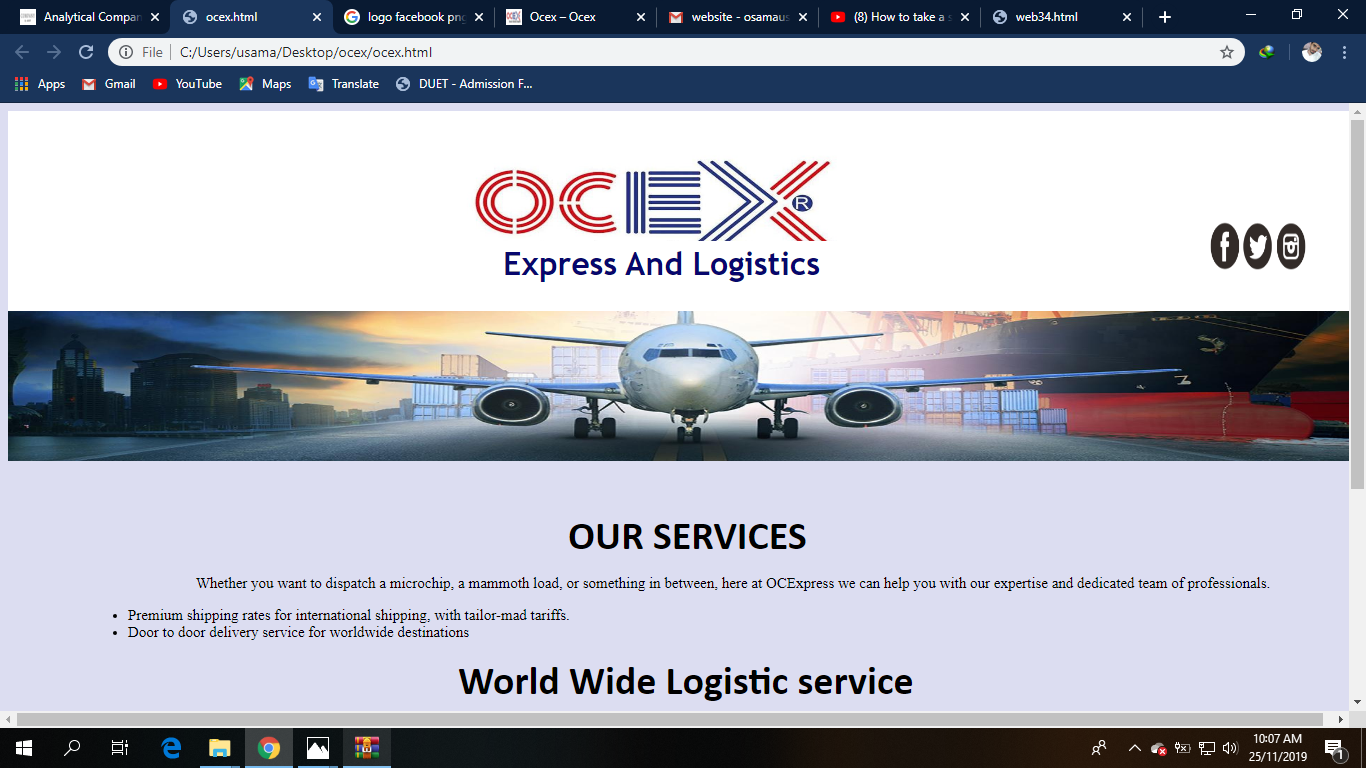 Analytical Compan
ocex.html
logo facebook png
Ocex – Ocex
website - osamaus
(8) How to take a s
web34.html
File
C:/Users/usama/Desktop/ocex/ocex.html
Apps
Gmail
YouTube
Maps
Translate
DUET - Admission F...
OCEX®
Express And Logistics
OUR SERVICES
Whether you want to dispatch a microchip, a mammoth load, or something in between, here at OCExpress we can help you with our expertise and dedicated team of professionals.
• Premium shipping rates for international shipping, with tailor-mad tariffs.
• Door to door delivery service for worldwide destinations
World Wide Logistic service
10:07 AM
25/11/2019
1